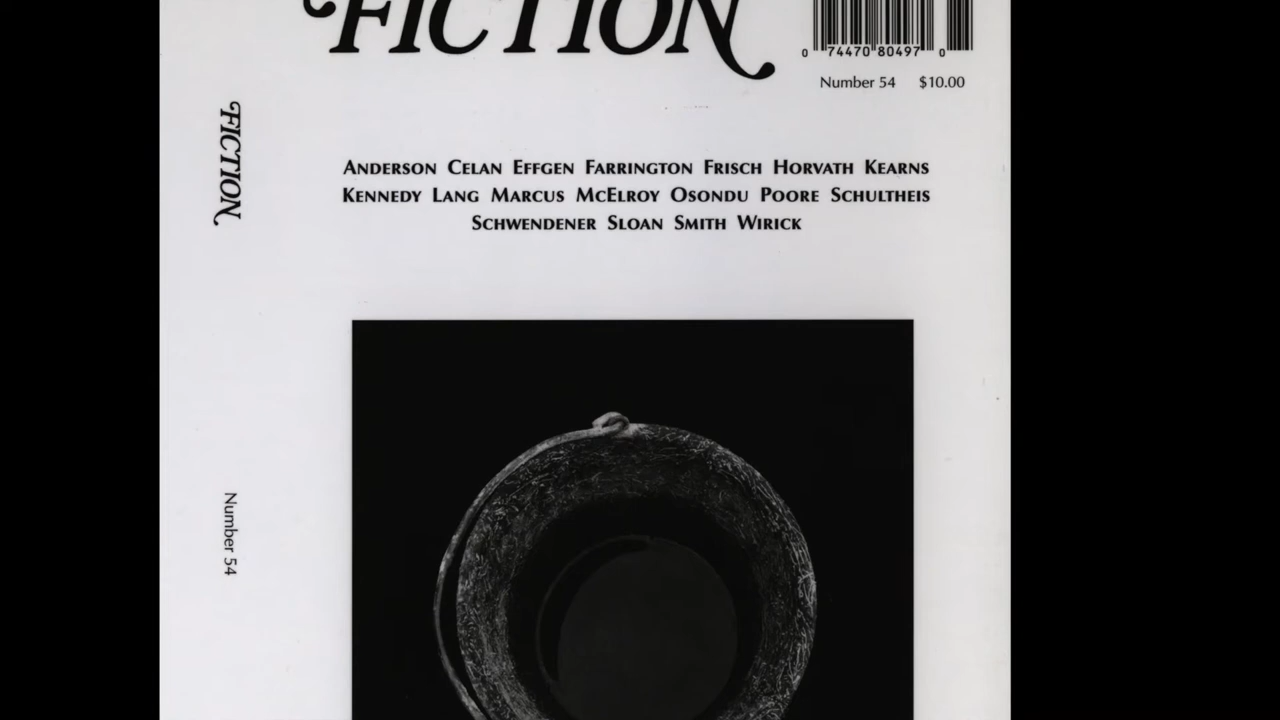 FICTION
0 74470 80497 0
Number 54 $10.00
FICTION
ANDERSON CELAN EFFGEN FARRINGTON FRISCH HORVATH KEARNS
KENNEDY LANG MARCUS MCELROY OSONDU POORE SCHULTHEIS
SCHWENDENER SLOAN SMITH WIRICK
Number 54